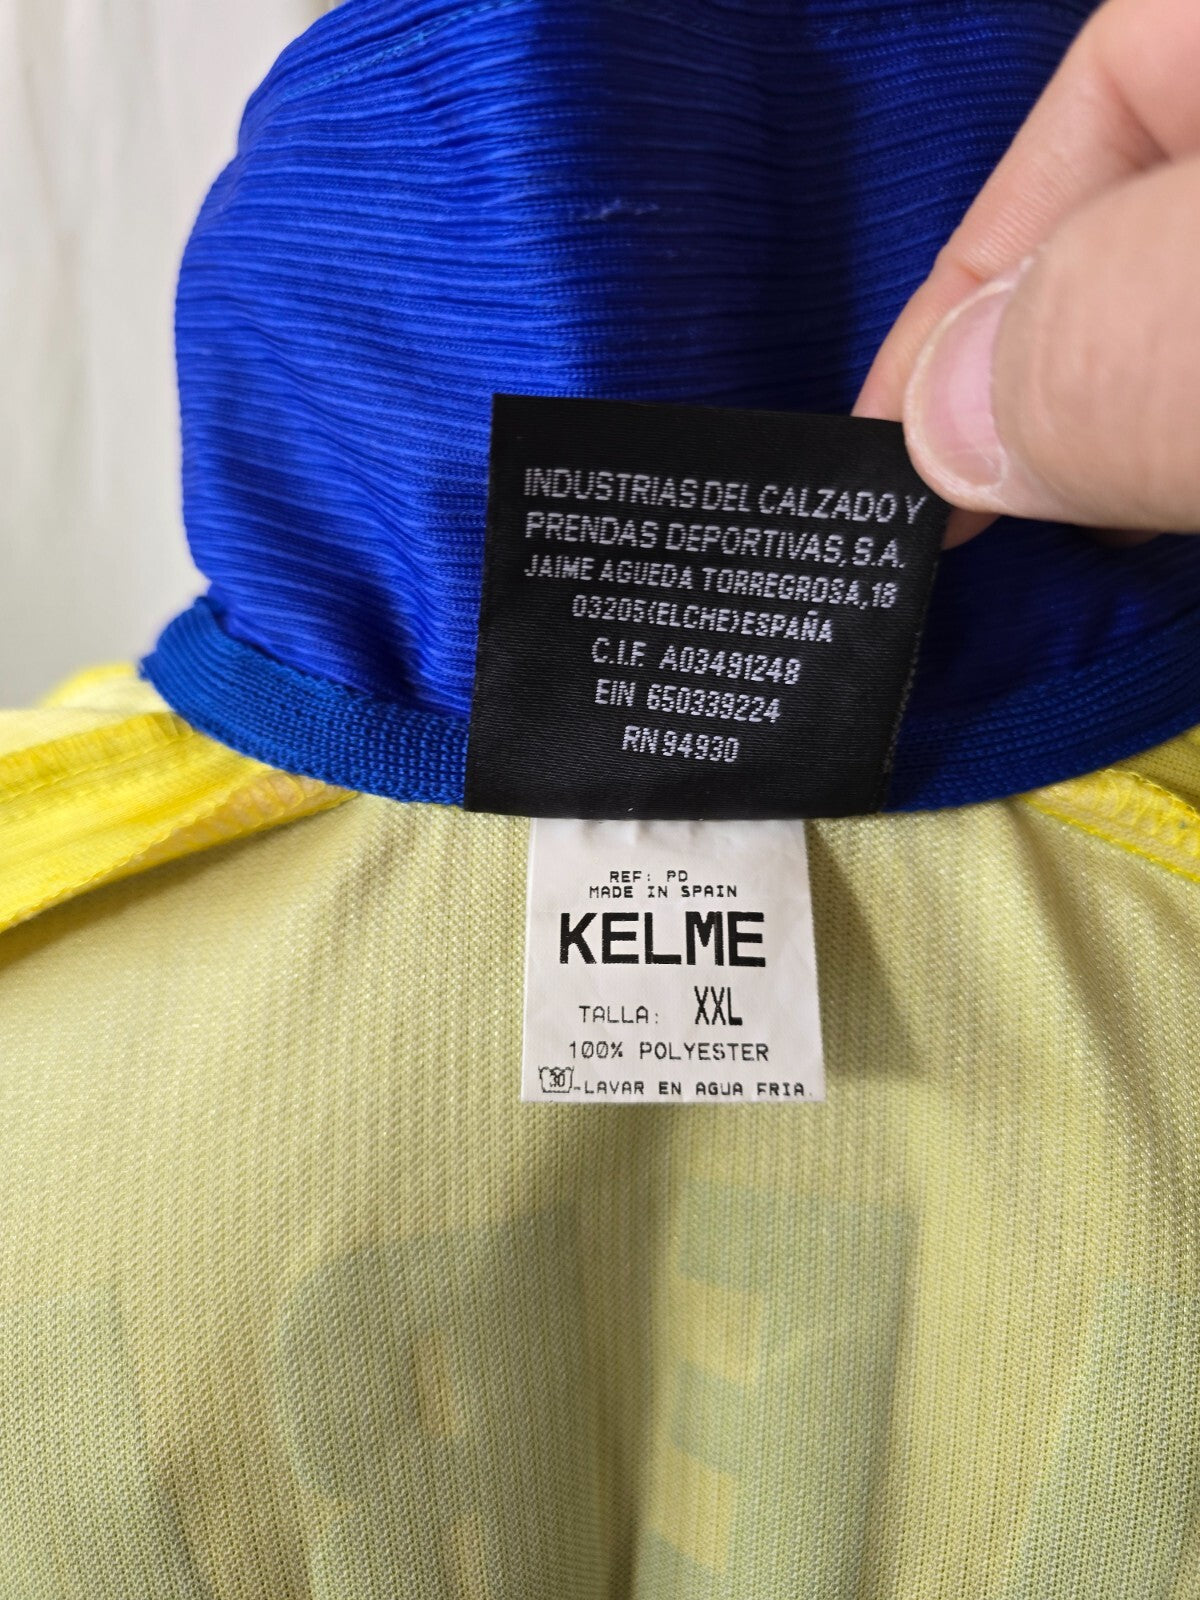 INDUSTRIAS DEL CALZADO Y
PRENDAS DEPORTIVAS, S.A.
JAIME AGUEDA TORREGROSA, 18
03205(ELCHE)ESPAÑA
C.I.F. A03491248
EIN 650339224
RN 94930
REF: PD
MADE IN SPAIN
KELME
TALLA: XXL
100% POLYESTER
30 -LAVAR EN AGUA FRIA.